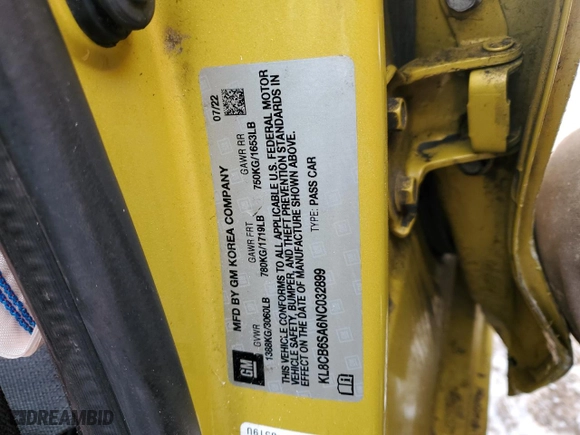 MFD BY GM KOREA COMPANY
07/22
GVWR GAWR FRT GAWR RR
1388KG/3060LB 780KG/1719LB 750KG/1653LB
THIS VEHICLE CONFORMS TO ALL APPLICABLE U.S. FEDERAL MOTOR
VEHICLE SAFETY, BUMPER, AND THEFT PREVENTION STANDARDS IN
EFFECT ON THE DATE OF MANUFACTURE SHOWN ABOVE.
KL8CB6SA6NC032899 TYPE: PASS CAR
GM
DREAMBID